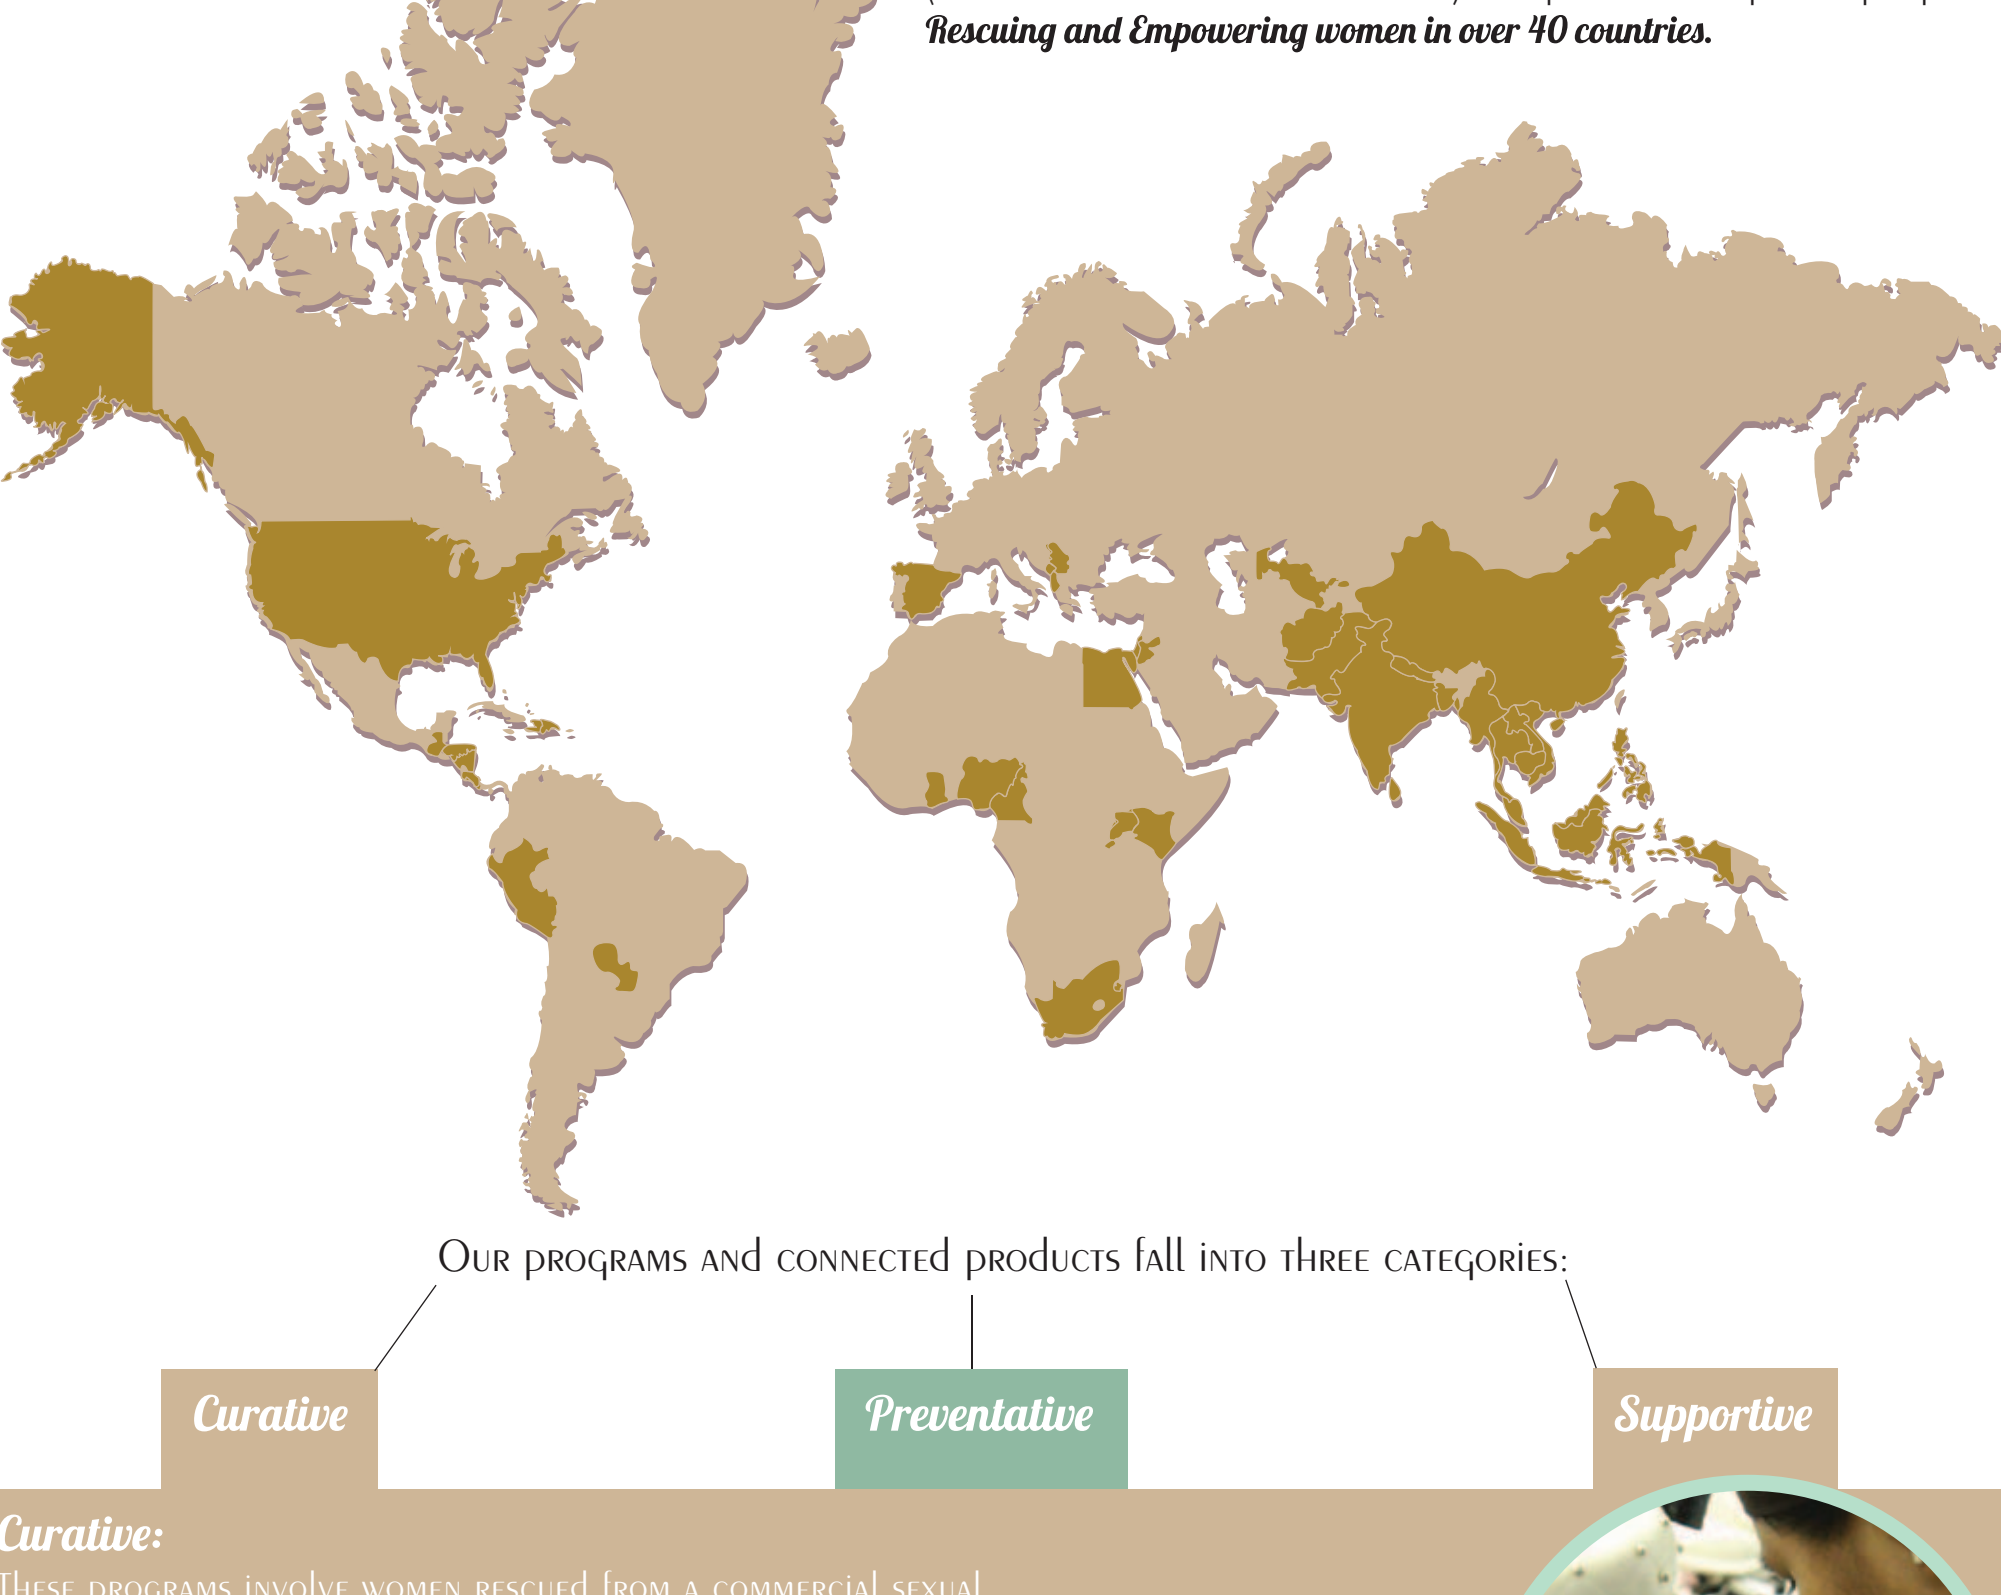 Rescuing and Empowering women in over 40 countries.
Our programs and connected products fall into three categories:
Curative
Preventative
Supportive
Curative:
These programs involve women rescued from a commercial sexual